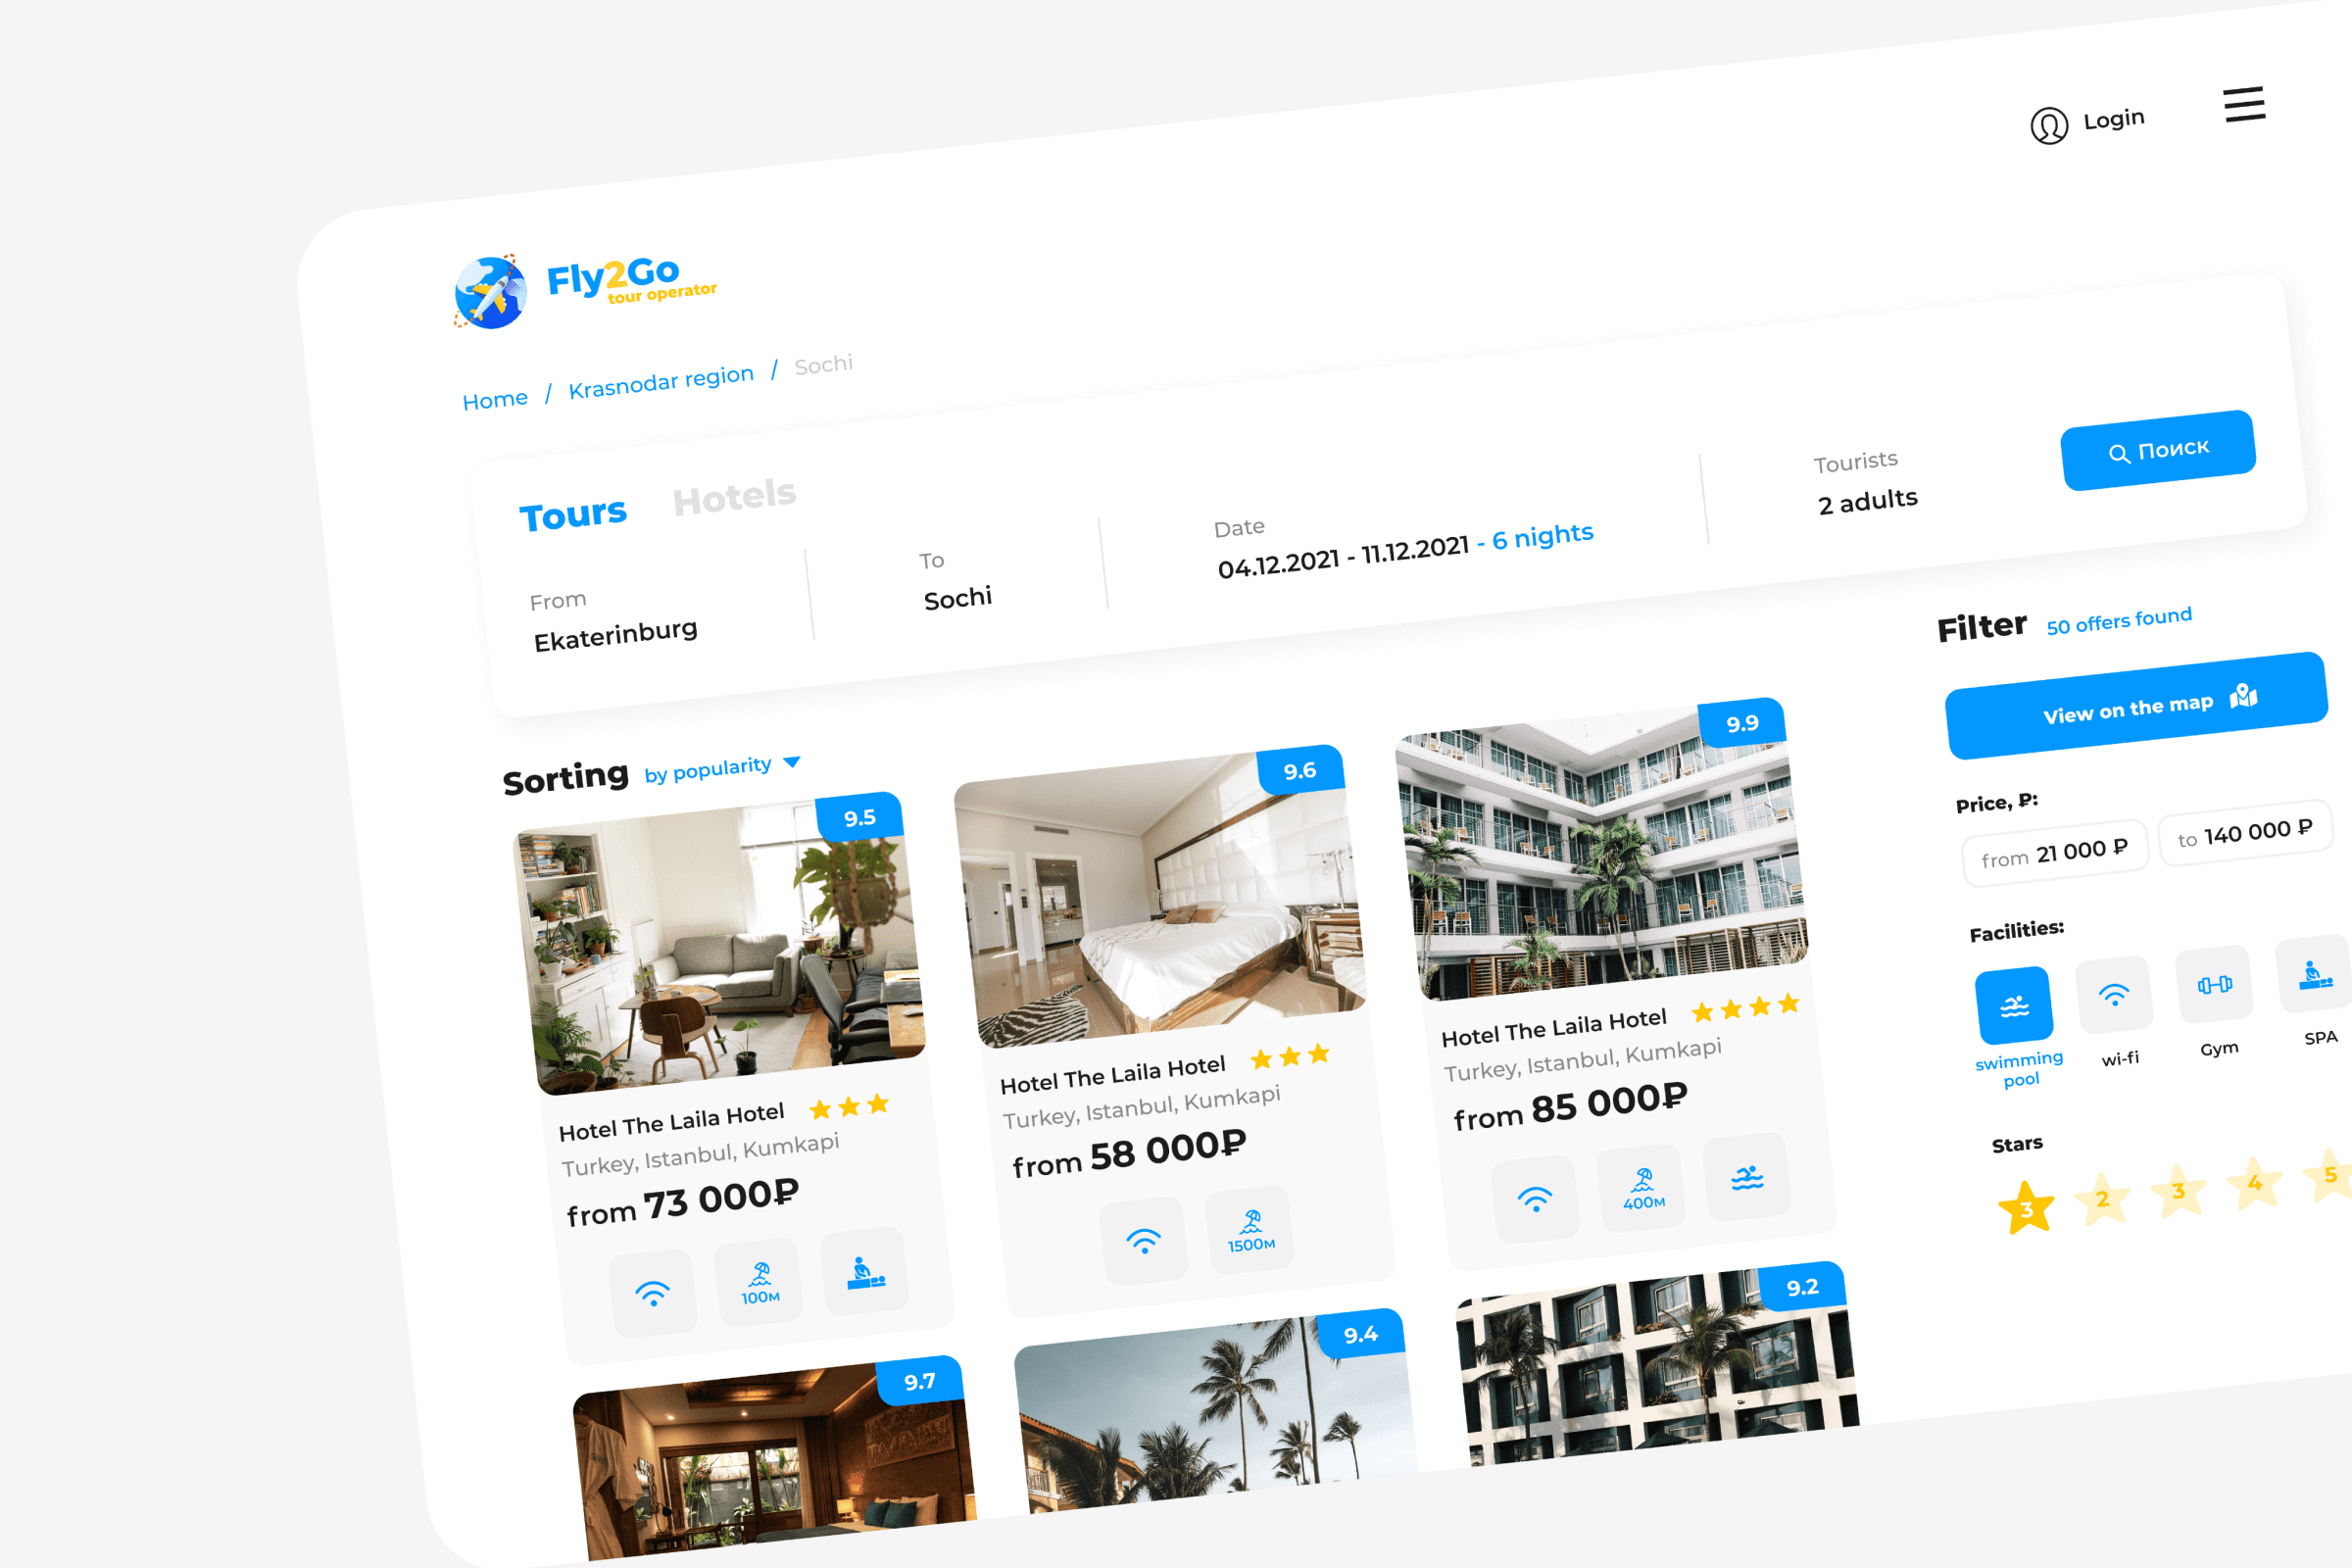 Login
Fly2Go
tour operator
Home / Krasnodar region / Sochi
Tours Hotels
From
Ekaterinburg
To
Sochi
Date
04.12.2021 - 11.12.2021 - 6 nights
Tourists
2 adults
Поиск
Sorting by popularity
9.5
Hotel The Laila Hotel
Turkey, Istanbul, Kumkapi
from 73 000₽
100м
9.6
Hotel The Laila Hotel
Turkey, Istanbul, Kumkapi
from 58 000₽
1500м
9.9
Hotel The Laila Hotel
Turkey, Istanbul, Kumkapi
from 85 000₽
400м
9.7
9.4
9.2
Filter 50 offers found
View on the map
Price, ₽:
from 21 000 ₽ to 140 000 ₽
Facilities:
swimming
pool
wi-fi
Gym
SPA
Stars
3 2 3 4 5